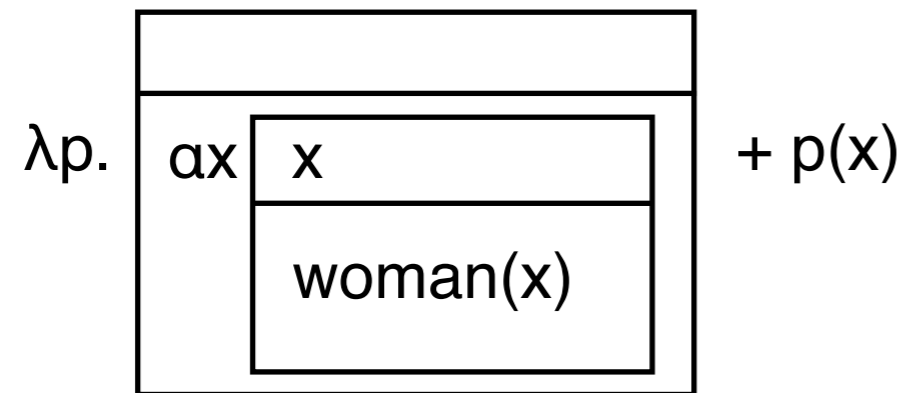 λp. αx x + p(x)
woman(x)